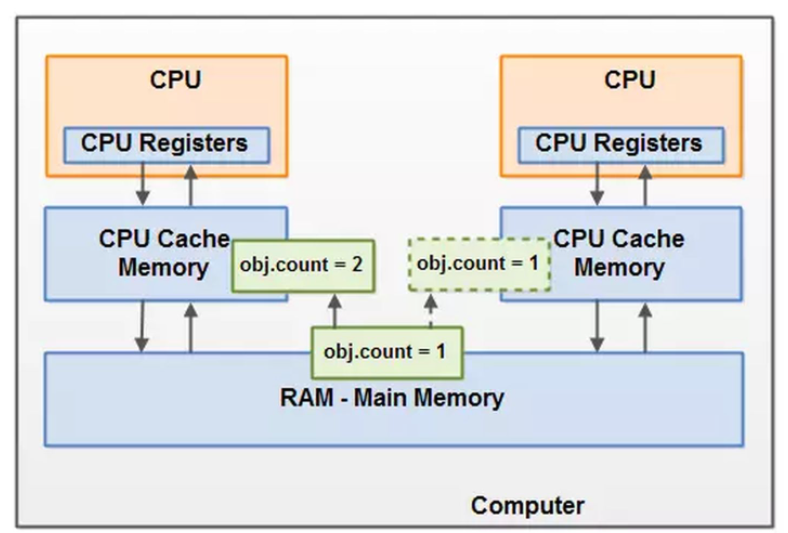 CPU
CPU
CPU Registers
CPU Registers
CPU Cache
Memory
obj.count = 2
obj.count = 1
CPU Cache
Memory
obj.count = 1
RAM - Main Memory
Computer